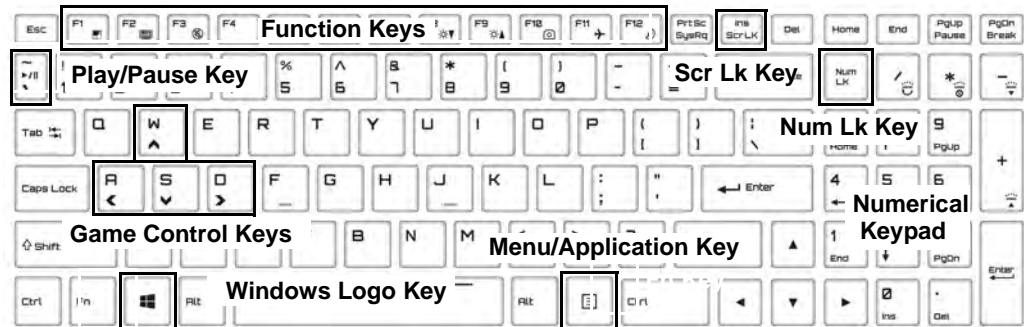 Esc F1 F2 F3 F4 Function Keys F9 F10 F11 F12 PrtSc SysRq Ins ScrLK Del Home End PgUp Pause PgDn Break
~ ` Play/Pause Key % 5 ^ 6 & 7 * 8 ( 9 ) 0 - = Scr Lk Key Num LK / * -
Tab Q W E R T Y U I O P { [ } ] \ Num Lk Key Home 9 PgUp +
Caps Lock A S D F G H J K L : ; " ' Enter 4 5 6
Shift Game Control Keys B N M Menu/Application Key Numerical Keypad 1 End PgDn Enter
Ctrl Alt Windows Logo Key Alt Ctrl 0 Ins . Del